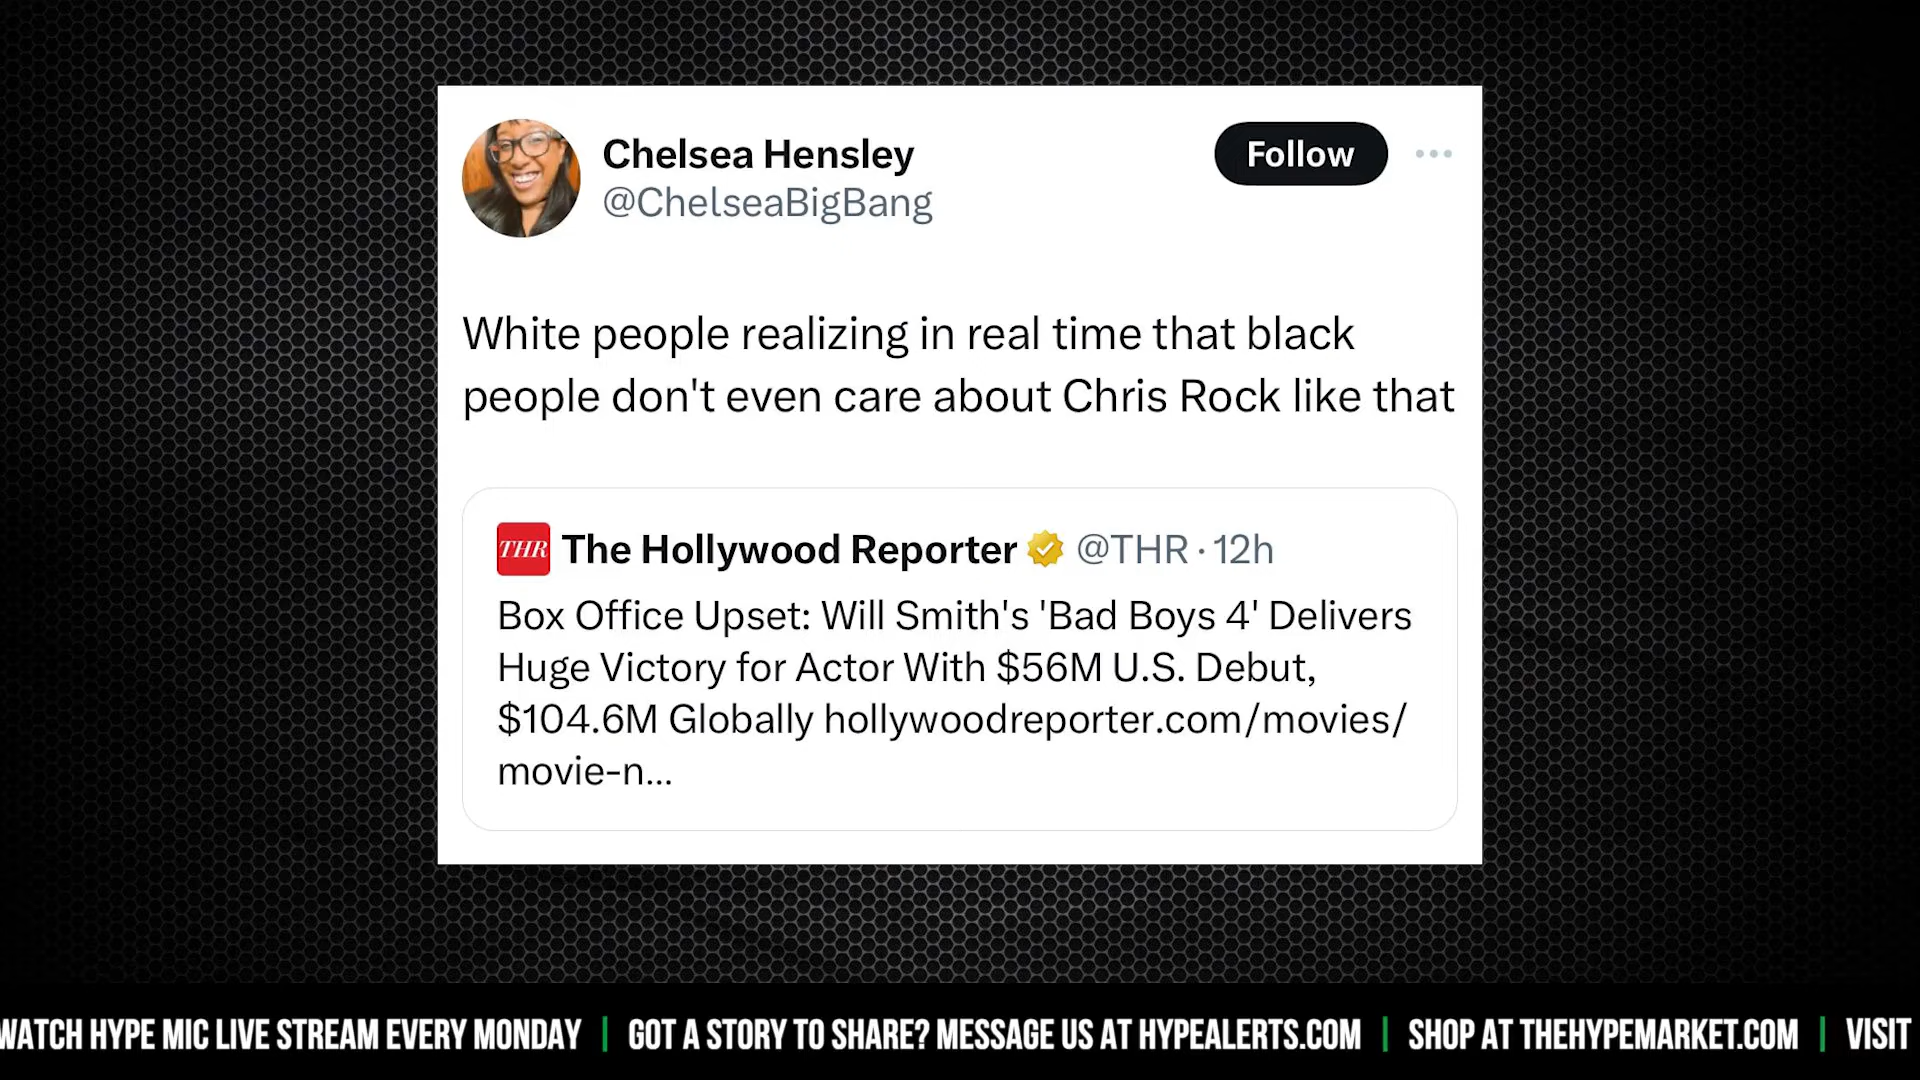 Chelsea Hensley
@ChelseaBigBang
Follow
White people realizing in real time that black
people don't even care about Chris Rock like that
THR The Hollywood Reporter @THR · 12h
Box Office Upset: Will Smith's 'Bad Boys 4' Delivers
Huge Victory for Actor With $56M U.S. Debut,
$104.6M Globally hollywoodreporter.com/movies/
movie-n...
WATCH HYPE MIC LIVE STREAM EVERY MONDAY | GOT A STORY TO SHARE? MESSAGE US AT HYPEALERTS.COM | SHOP AT THEHYPEMARKET.COM | VISIT